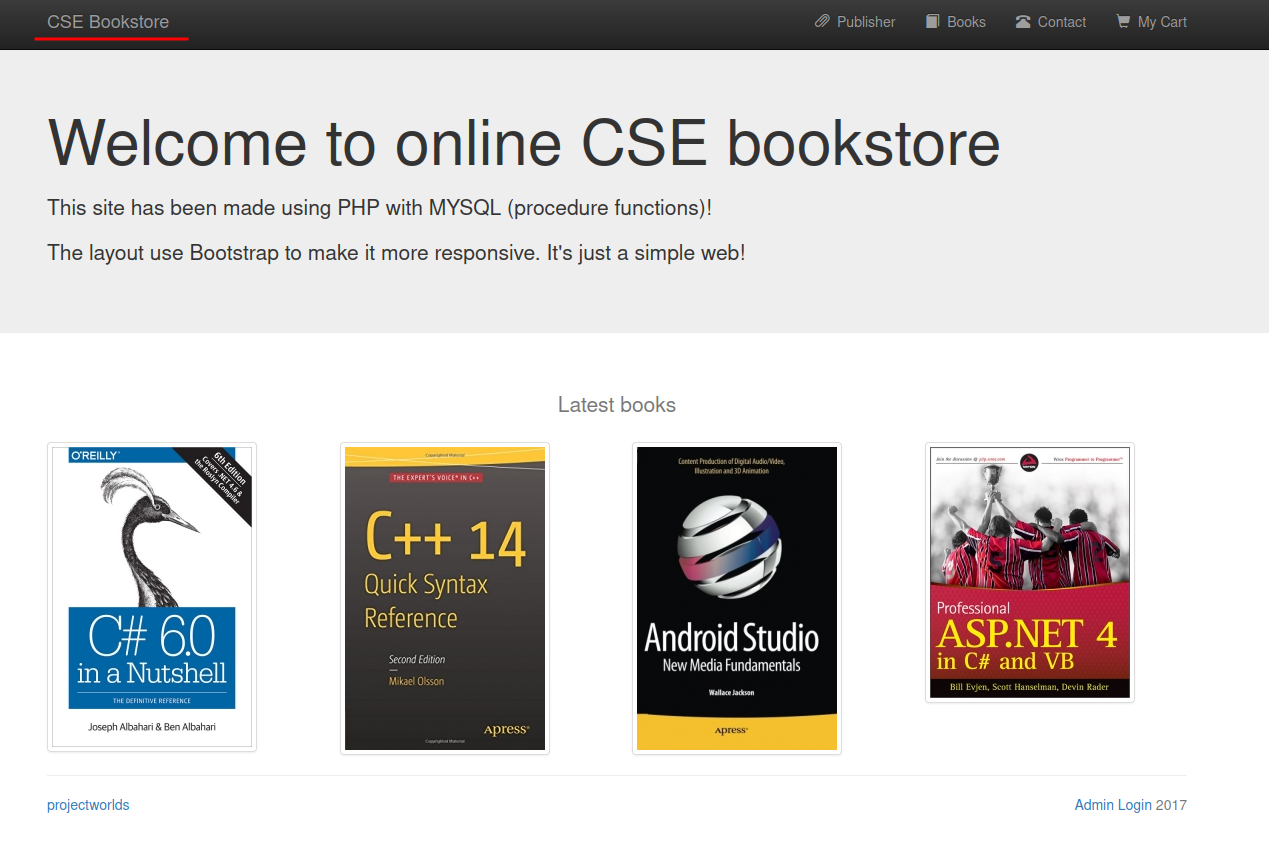 CSE Bookstore
Publisher
Books
Contact
My Cart
Welcome to online CSE bookstore
This site has been made using PHP with MYSQL (procedure functions)!
The layout use Bootstrap to make it more responsive. It's just a simple web!
Latest books
O'REILLY
6th Edition
Covers .NET 4.6 &
the Roslyn Compiler
C# 6.0
in a Nutshell
THE DEFINITIVE REFERENCE
Joseph Albahari & Ben Albahari
Copyrighted Material
THE EXPERT'S VOICE® IN C++
C++ 14
Quick Syntax
Reference
Second Edition
Mikael Olsson
Apress®
Copyrighted Material
Content Production of Digital Audio/Video,
Illustration and 3D Animation
Android Studio
New Media Fundamentals
Wallace Jackson
Apress®
Join the discussion @ p2p.wrox.com
Wrox Programmer to Programmer™
Professional
ASP.NET 4
in C# and VB
Bill Evjen, Scott Hanselman, Devin Rader
projectworlds
Admin Login 2017